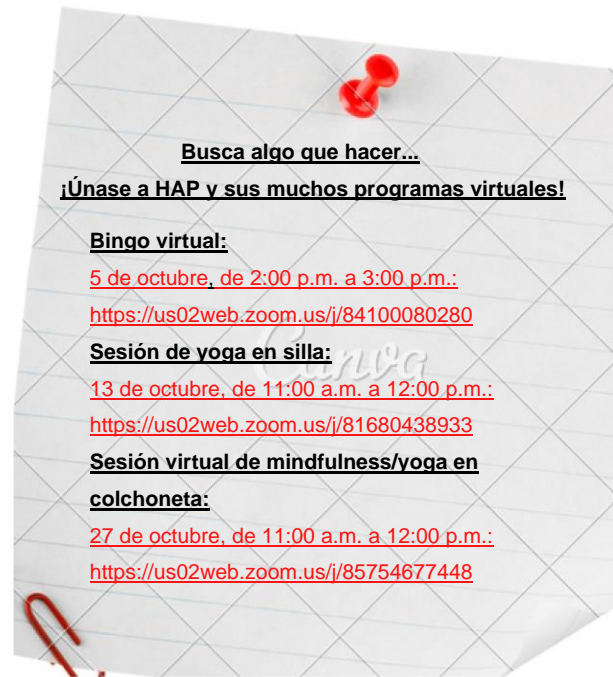 Busca algo que hacer...
¡Únase a HAP y sus muchos programas virtuales!
Bingo virtual:
5 de octubre, de 2:00 p.m. a 3:00 p.m.:
https://us02web.zoom.us/j/84100080280
Canva
Sesión de yoga en silla:
13 de octubre, de 11:00 a.m. a 12:00 p.m.:
https://us02web.zoom.us/j/81680438933
Sesión virtual de mindfulness/yoga en
colchoneta:
27 de octubre, de 11:00 a.m. a 12:00 p.m.:
https://us02web.zoom.us/j/85754677448